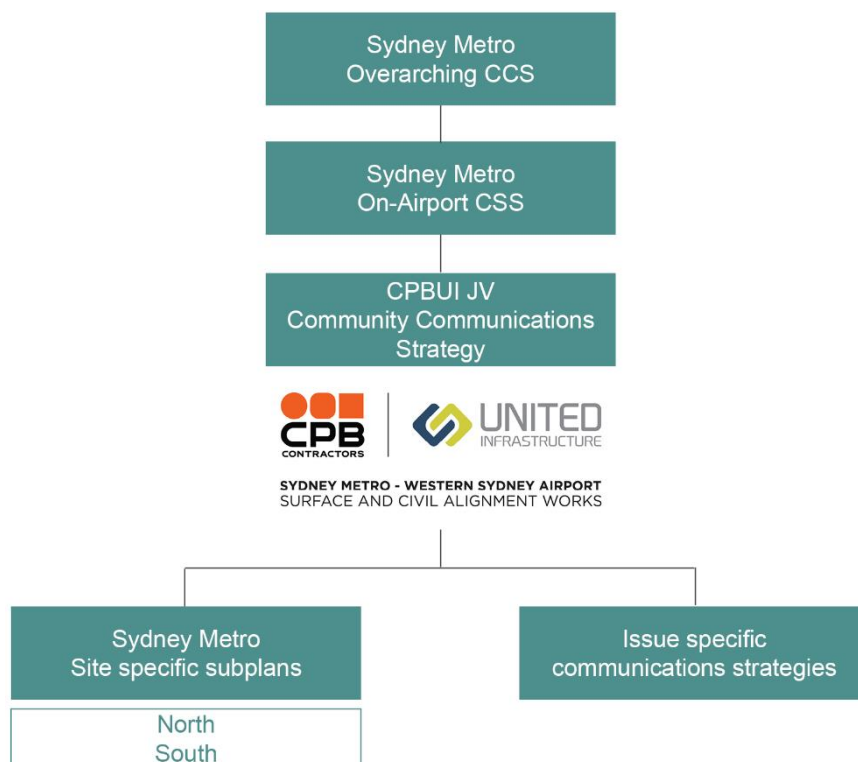 Sydney Metro
Overarching CCS
Sydney Metro
On-Airport CSS
CPBUI JV
Community Communications
Strategy
CPB
CONTRACTORS
UNITED
INFRASTRUCTURE
SYDNEY METRO - WESTERN SYDNEY AIRPORT
SURFACE AND CIVIL ALIGNMENT WORKS
Sydney Metro
Site specific subplans
North
South
Issue specific
communications strategies